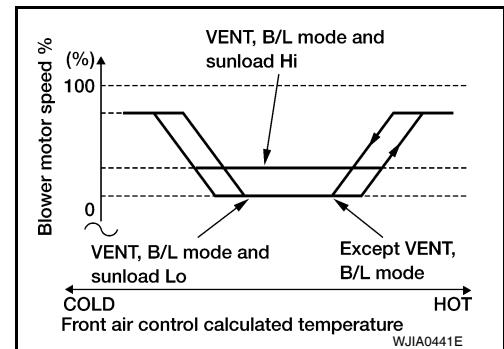 VENT, B/L mode and
sunload Hi
(%)
100
Blower motor speed %
0
VENT, B/L mode and
sunload Lo
Except VENT,
B/L mode
COLD
HOT
Front air control calculated temperature
WJIA0441E